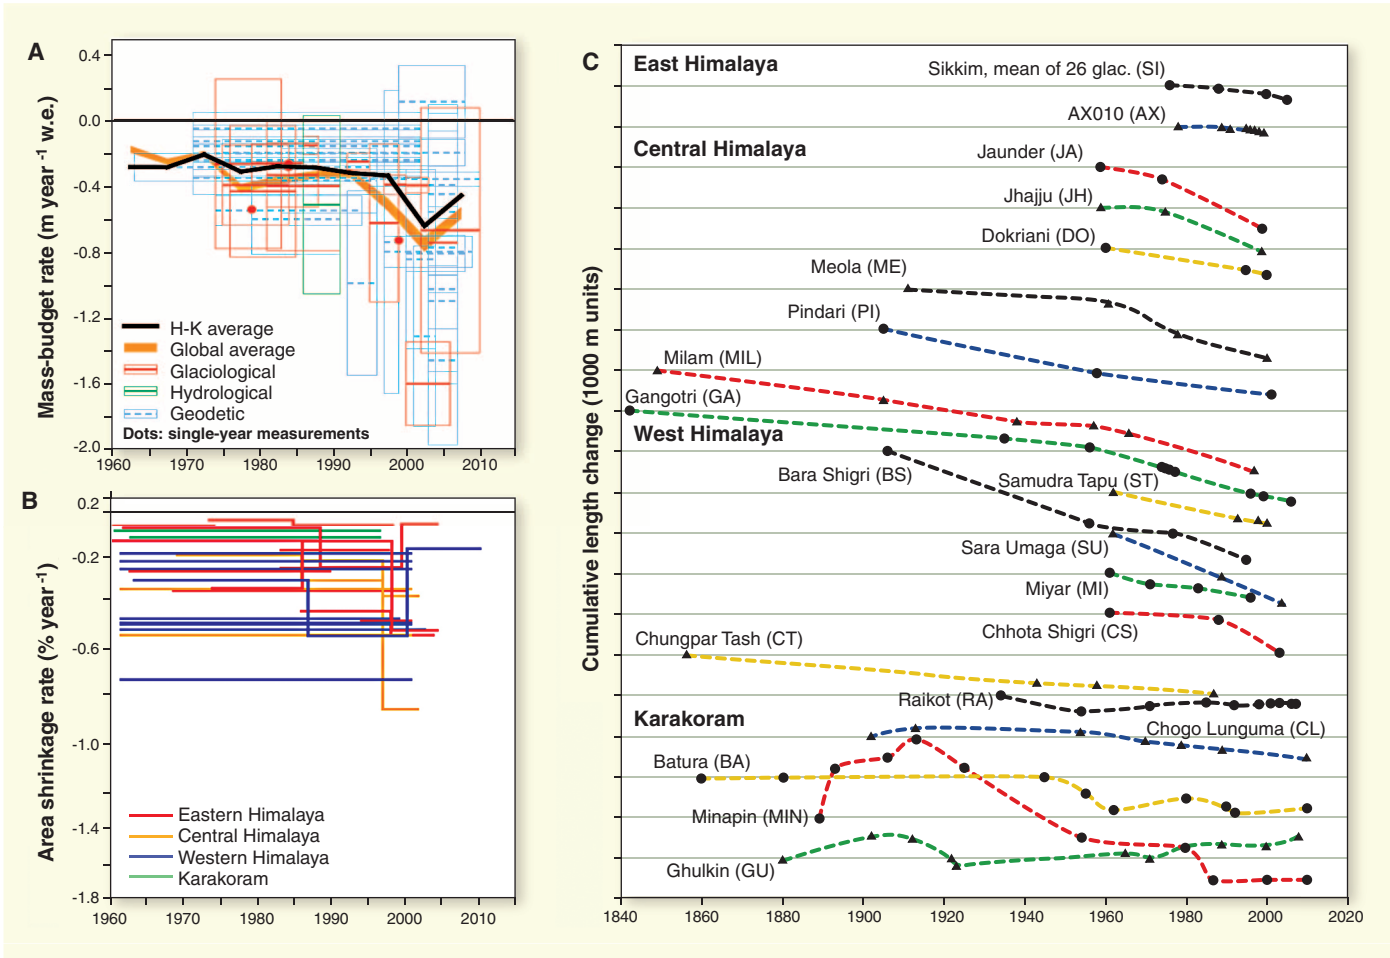 A
Mass-budget rate (m year -1 w.e.)
0.4
0.0
-0.4
-0.8
-1.2
-1.6
-2.0
H-K average
Global average
Glaciological
Hydrological
Geodetic
Dots: single-year measurements
1960 1970 1980 1990 2000 2010
B
Area shrinkage rate (% year -1)
0.2
-0.2
-0.6
-1.0
-1.4
-1.8
Eastern Himalaya
Central Himalaya
Western Himalaya
Karakoram
1960 1970 1980 1990 2000 2010
C
Cumulative length change (1000 m units)
East Himalaya
Sikkim, mean of 26 glac. (SI)
AX010 (AX)
Central Himalaya
Jaunder (JA)
Jhajju (JH)
Dokriani (DO)
Meola (ME)
Pindari (PI)
Milam (MIL)
Gangotri (GA)
West Himalaya
Bara Shigri (BS)
Samudra Tapu (ST)
Sara Umaga (SU)
Miyar (MI)
Chhota Shigri (CS)
Chungpar Tash (CT)
Raikot (RA)
Karakoram
Chogo Lunguma (CL)
Batura (BA)
Minapin (MIN)
Ghulkin (GU)
1840 1860 1880 1900 1920 1940 1960 1980 2000 2020